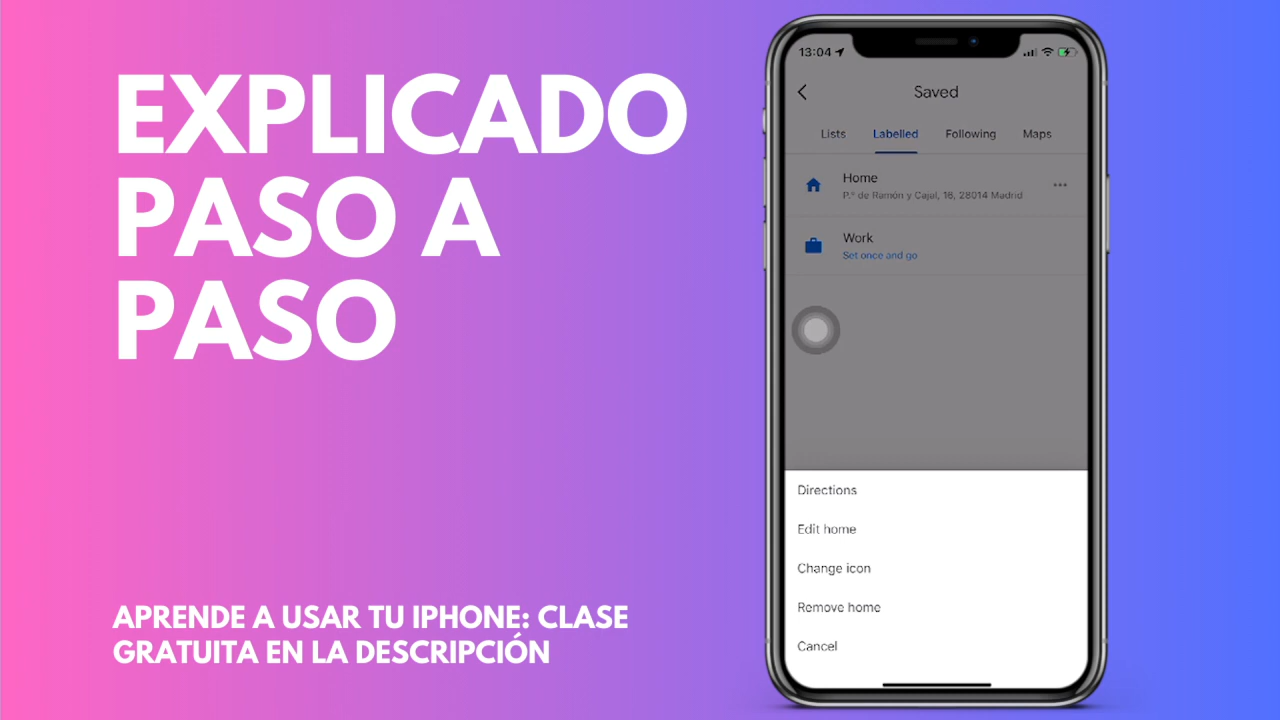 EXPLICADO
PASO A
PASO
APRENDE A USAR TU IPHONE: CLASE
GRATUITA EN LA DESCRIPCIÓN
13:04
Saved
Lists Labelled Following Maps
Home
P.º de Ramón y Cajal, 16, 28014 Madrid
Work
Set once and go
Directions
Edit home
Change icon
Remove home
Cancel